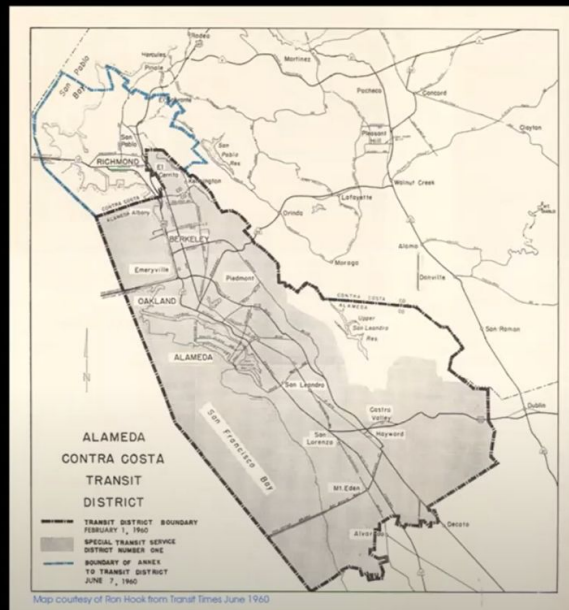 Rodeo
Hercules
Pinole
Martinez
San Pablo
Bay
Pacheco
Concord
El Sobrante
Clayton
San
Pablo
Pleasant
Hill
San
Pablo
Res
RICHMOND
El
Cerrito
Kensington
Walnut Creek
Lafayette
CONTRA COSTA
ALAMEDA
Albany
Orinda
BERKELEY
Moraga
Alamo
Emeryville
Piedmont
Danville
OAKLAND
CONTRA COSTA CO
ALAMEDA CO
Upper
San Leandro
Res
San Ramon
ALAMEDA
San Leandro
Dublin
Castro
Valley
San Francisco Bay
San
Lorenzo
Hayward
Mt. Eden
Alvarado
Decoto
ALAMEDA
CONTRA COSTA
TRANSIT
DISTRICT
TRANSIT DISTRICT BOUNDARY
FEBRUARY 1, 1960
SPECIAL TRANSIT SERVICE
DISTRICT NUMBER ONE
BOUNDARY OF ANNEX
TO TRANSIT DISTRICT
JUNE 7, 1960
Map courtesy of Ron Hook from Transit Times June 1960